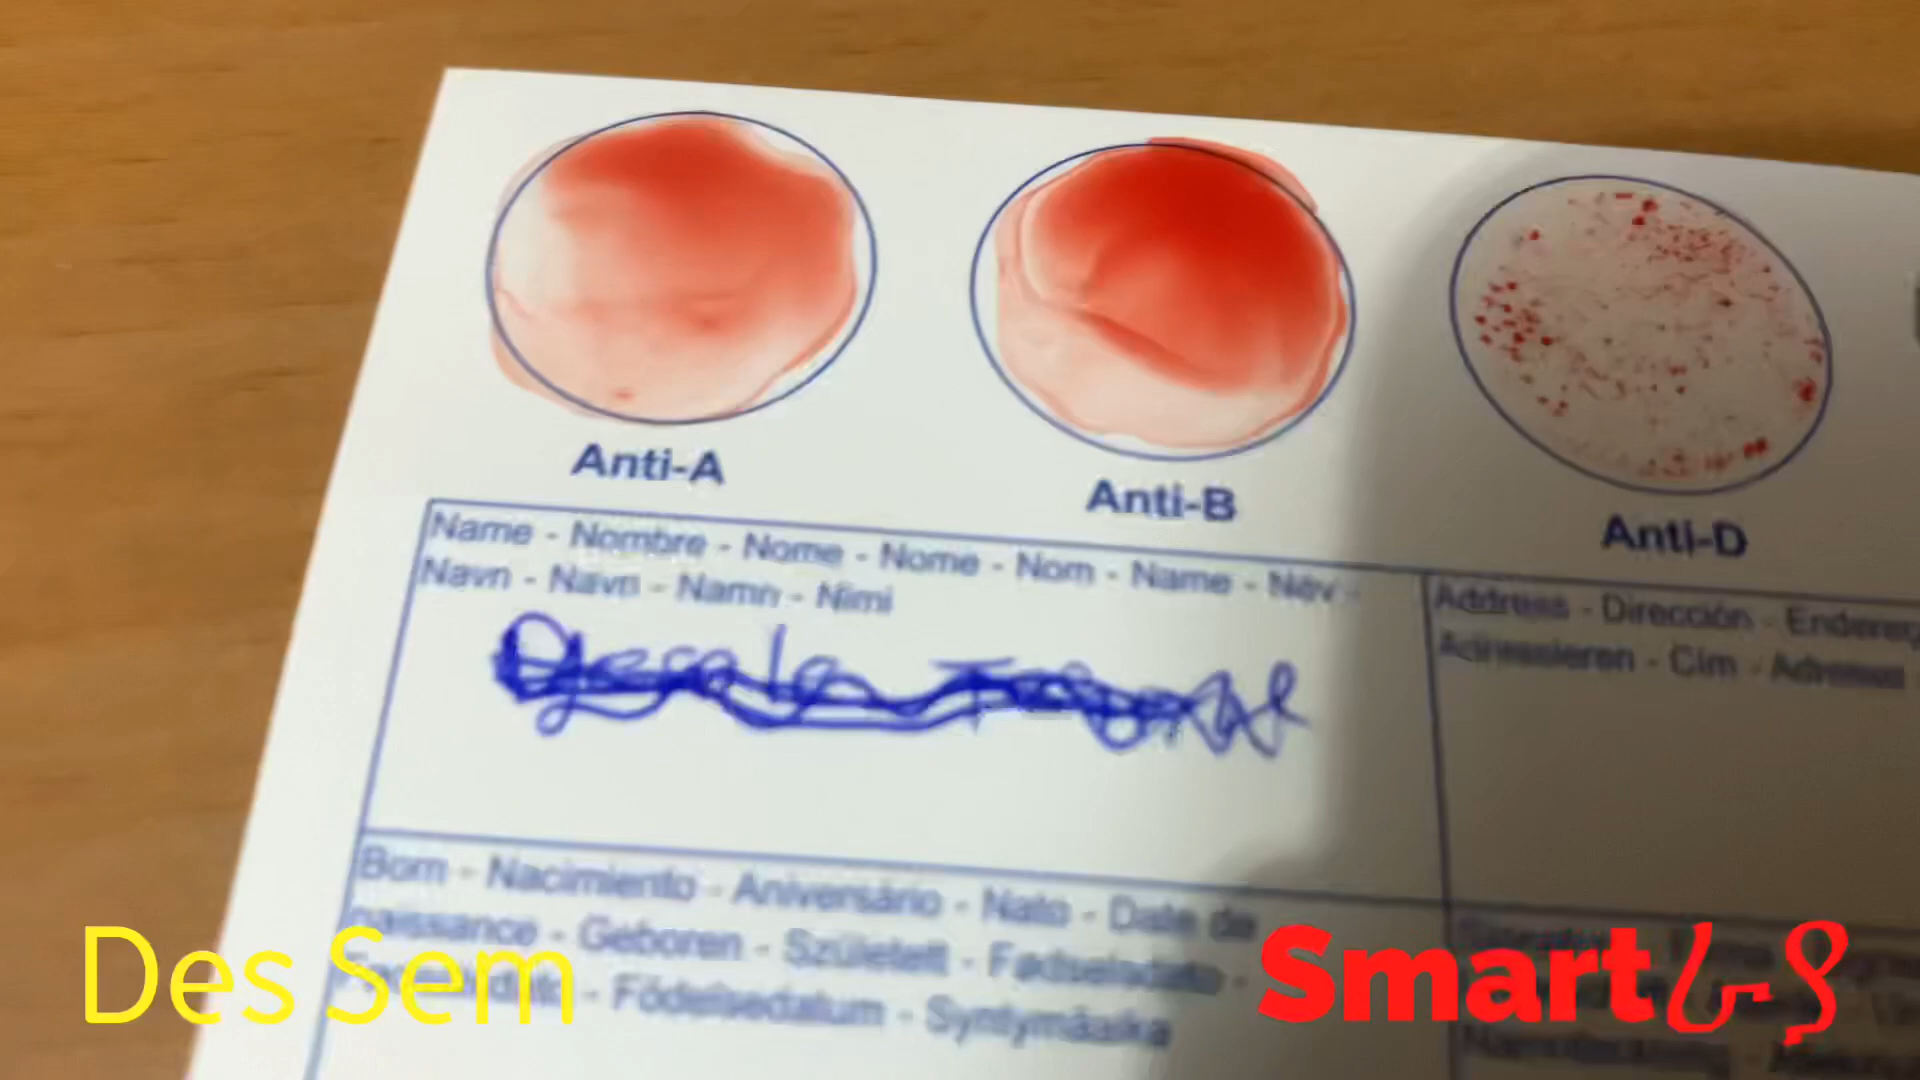 Anti-A
Anti-B
Anti-D
Name - Nombre - Nome - Nome - Nom - Name - Név -
Navn - Navn - Namn - Nimi
Address - Dirección -
- Cím -
Born - Nacimiento - Aniversário - Nato - Date de
naissance - Geboren - Született - Fødselsdato -
- Födelsedatum - Syntymäaika
Des Sem
Smart